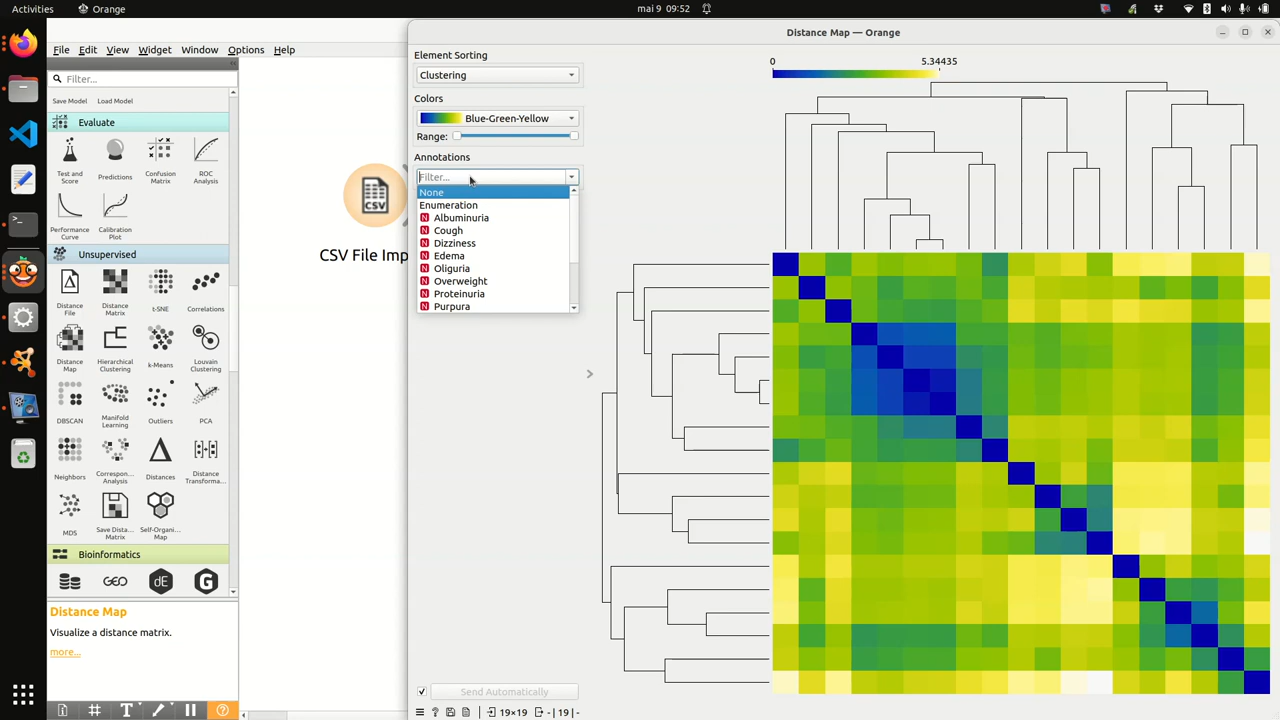 Activities
Orange
mai 9 09:52
Distance Map — Orange
File Edit View Widget Window Options Help
Filter...
Save Model Load Model
Evaluate
Test and Score
Predictions
Confusion Matrix
ROC Analysis
Performance Curve
Calibration Plot
Unsupervised
Distance File
Distance Matrix
t-SNE
Correlations
Distance Map
Hierarchical Clustering
k-Means
Louvain Clustering
DBSCAN
Manifold Learning
Outliers
PCA
Neighbors
Correspon... Analysis
Distances
Distance Transforma...
MDS
Save Dista... Matrix
Self-Organi... Map
Bioinformatics
GEO
dE
G
Distance Map
Visualize a distance matrix.
more...
CSV
CSV File Imp
Element Sorting
Clustering
Colors
Blue-Green-Yellow
Range:
Annotations
Filter...
None
Enumeration
N Albuminuria
N Cough
N Dizziness
N Edema
N Oliguria
N Overweight
N Proteinuria
N Purpura
Send Automatically
19×19
- | 19 | -
0 5.34435